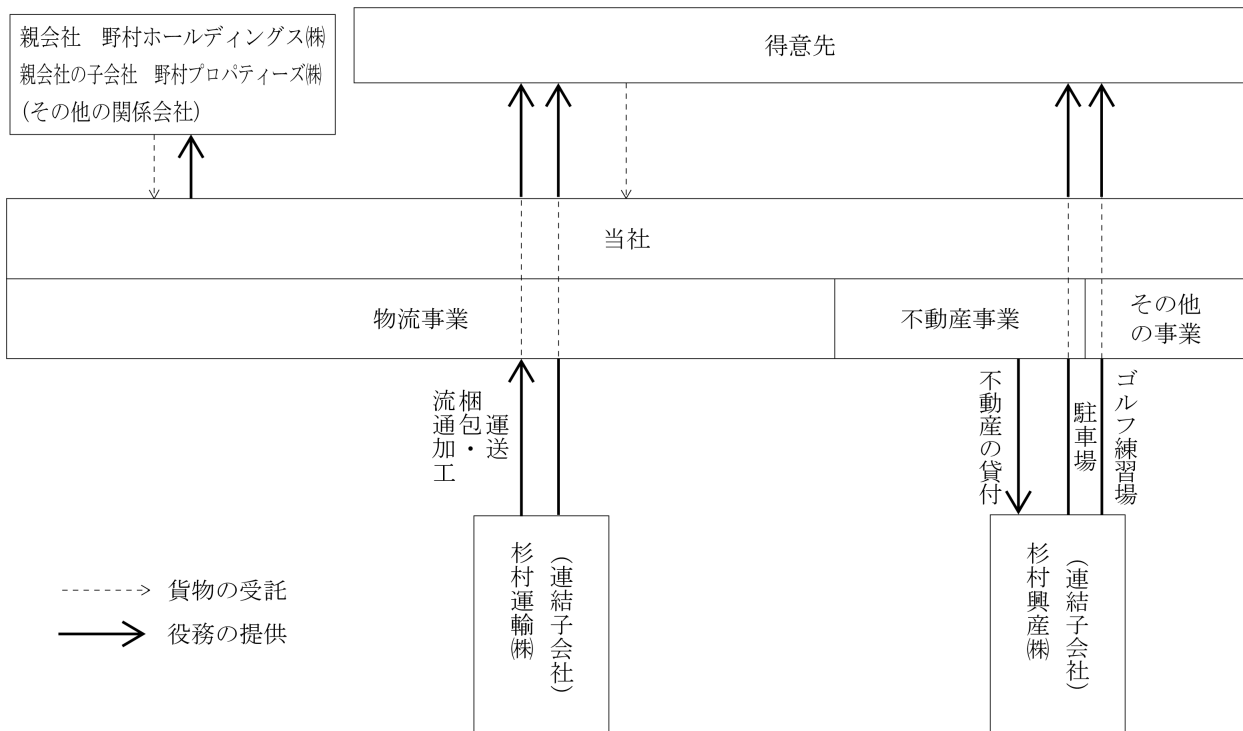 親会社　野村ホールディングス㈱
親会社の子会社　野村プロパティーズ㈱
(その他の関係会社)
得意先
当社
物流事業
不動産事業
その他
の事業
運送
梱包・
流通加工
不動産の貸付
駐車場
ゴルフ練習場
(連結子会社)
杉村運輸㈱
(連結子会社)
杉村興産㈱
貨物の受託
役務の提供